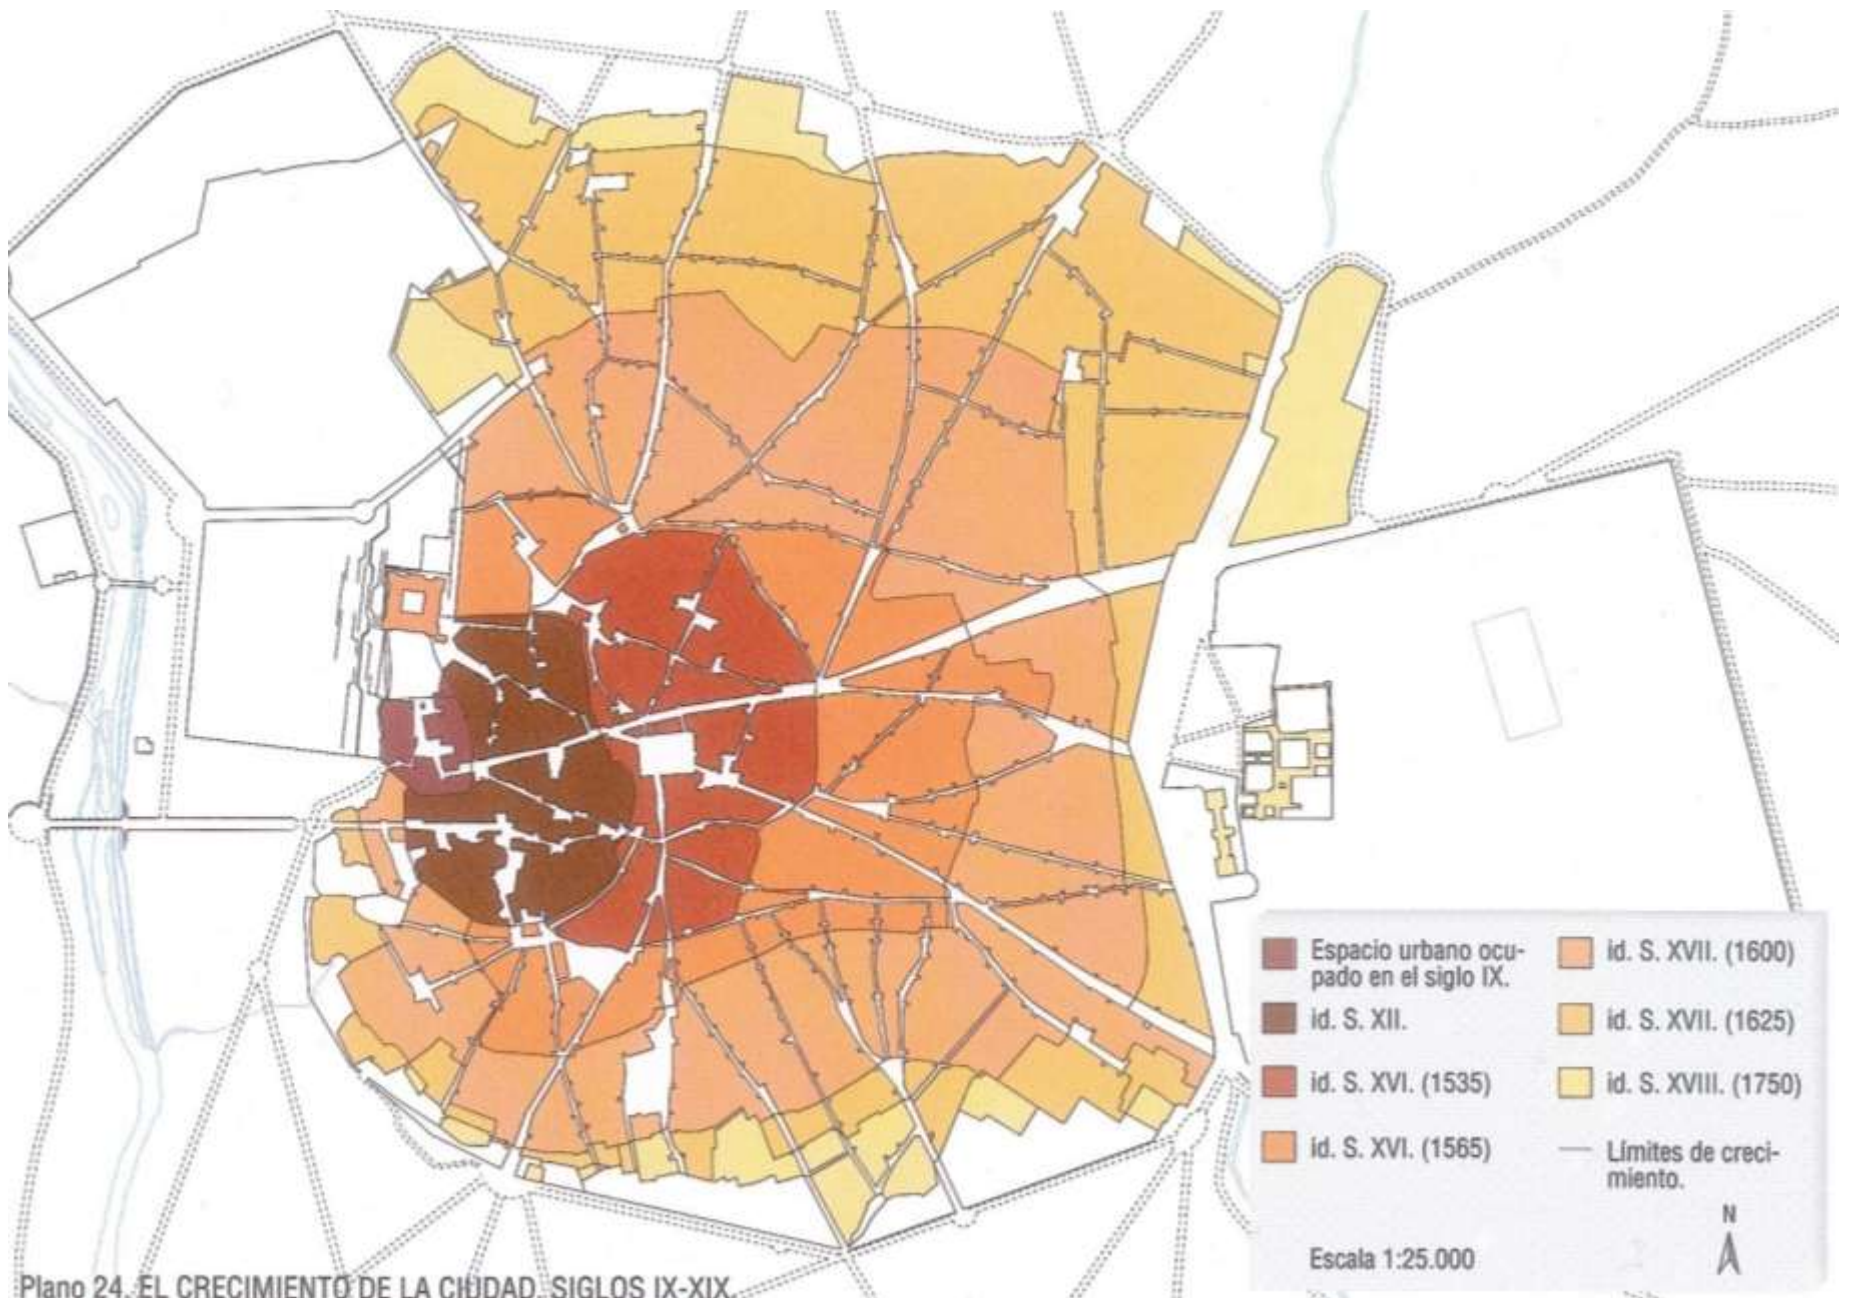 Espacio urbano ocu-
pado en el siglo IX.
id. S. XII.
id. S. XVI. (1535)
id. S. XVI. (1565)
id. S. XVII. (1600)
id. S. XVII. (1625)
id. S. XVIII. (1750)
Límites de creci-
miento.
N
Escala 1:25.000
Plano 24. EL CRECIMIENTO DE LA CIUDAD. SIGLOS IX-XIX.